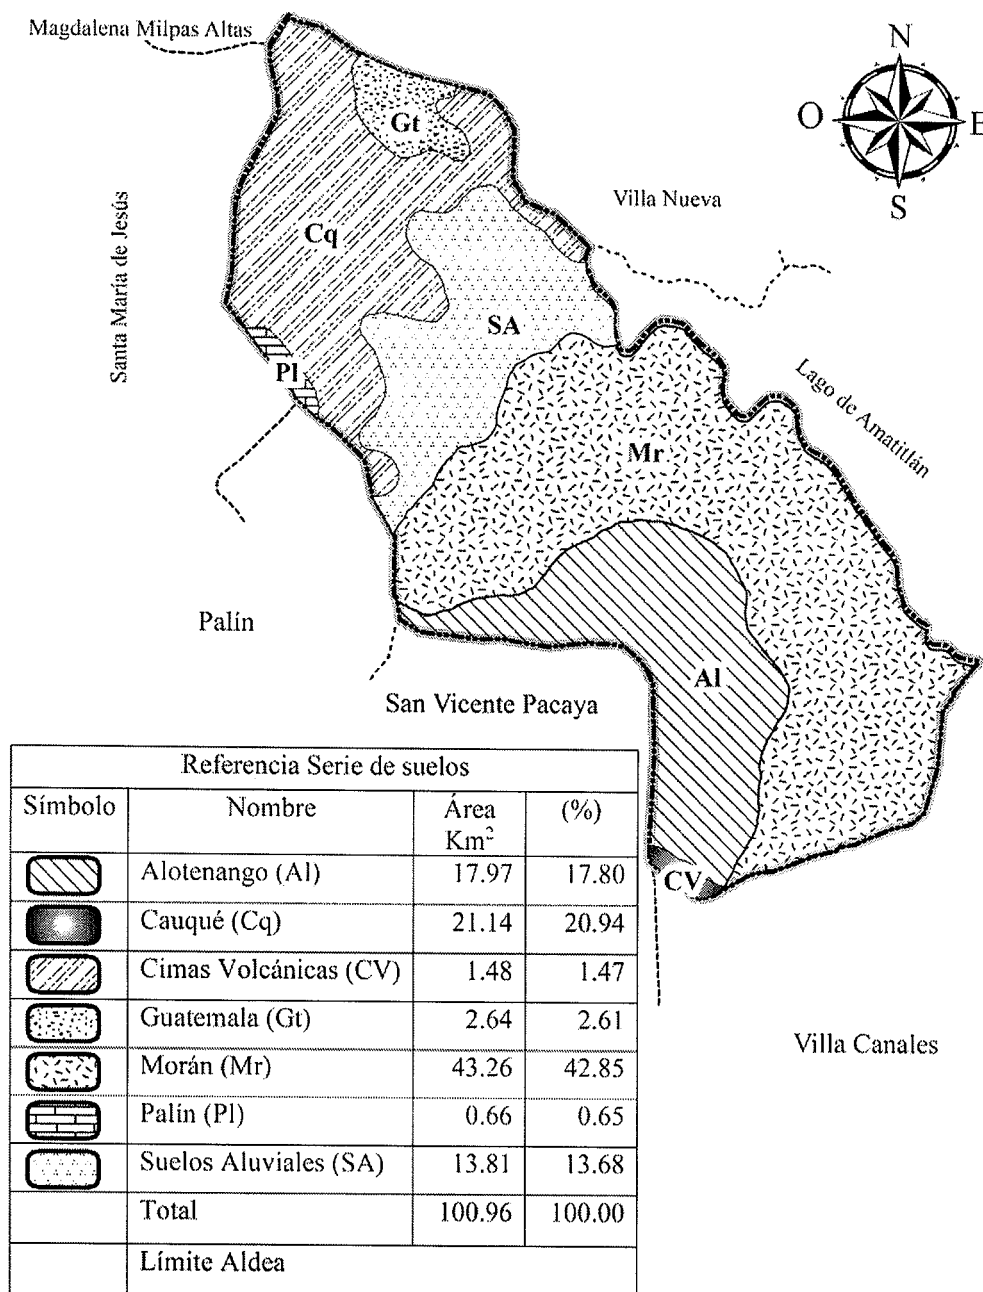 Magdalena Milpas Altas
N
Gt
O
E
Villa Nueva
S
Santa María de Jesús
Cq
SA
Pl
Lago de Amatitlán
Mr
Palín
Al
San Vicente Pacaya
CV
Villa Canales
Referencia Serie de suelos
Símbolo Nombre Área Km² (%)
Alotenango (Al) 17.97 17.80
Cauqué (Cq) 21.14 20.94
Cimas Volcánicas (CV) 1.48 1.47
Guatemala (Gt) 2.64 2.61
Morán (Mr) 43.26 42.85
Palín (Pl) 0.66 0.65
Suelos Aluviales (SA) 13.81 13.68
Total 100.96 100.00
Límite Aldea